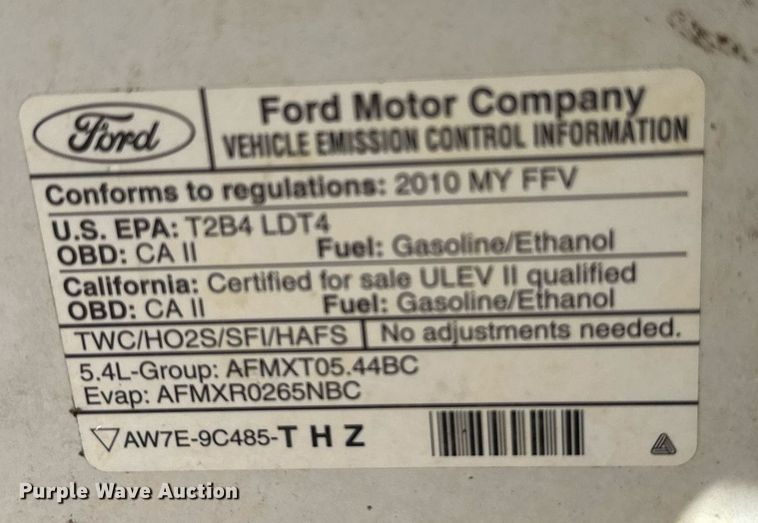 Ford
Ford Motor Company
VEHICLE EMISSION CONTROL INFORMATION
Conforms to regulations: 2010 MY FFV
U.S. EPA: T2B4 LDT4
OBD: CA II Fuel: Gasoline/Ethanol
California: Certified for sale ULEV II qualified
OBD: CA II Fuel: Gasoline/Ethanol
TWC/HO2S/SFI/HAFS No adjustments needed.
5.4L-Group: AFMXT05.44BC
Evap: AFMXR0265NBC
AW7E-9C485-T H Z
Purple Wave Auction